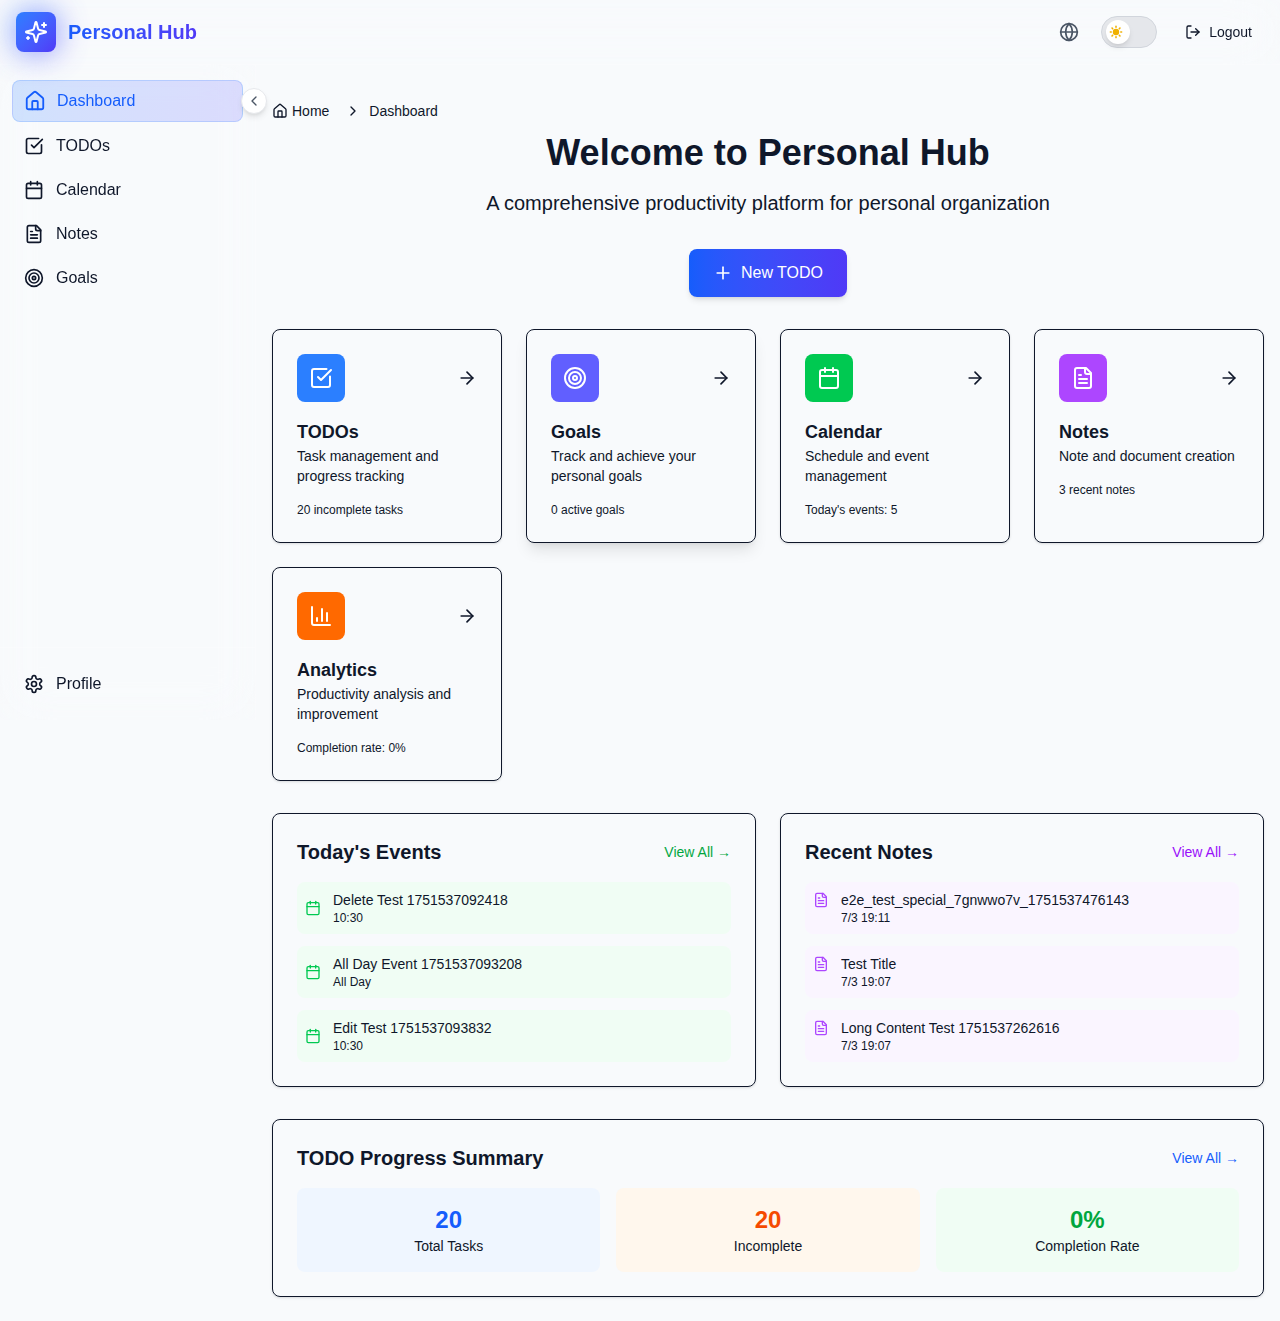 Personal Hub
Logout
Dashboard
TODOs
Calendar
Notes
Goals
Profile
Home
Dashboard
Welcome to Personal Hub
A comprehensive productivity platform for personal organization
New TODO
TODOs
Task management and
progress tracking
20 incomplete tasks
Goals
Track and achieve your
personal goals
0 active goals
Calendar
Schedule and event
management
Today's events: 5
Notes
Note and document creation
3 recent notes
Analytics
Productivity analysis and
improvement
Completion rate: 0%
Today's Events
View All →
Delete Test 1751537092418
10:30
All Day Event 1751537093208
All Day
Edit Test 1751537093832
10:30
Recent Notes
View All →
e2e_test_special_7gnwwo7v_1751537476143
7/3 19:11
Test Title
7/3 19:07
Long Content Test 1751537262616
7/3 19:07
TODO Progress Summary
View All →
20
Total Tasks
20
Incomplete
0%
Completion Rate